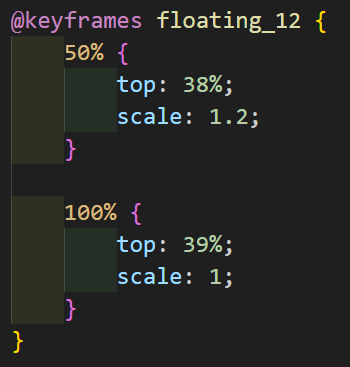 @keyframes floating_12 {
    50% {
        top: 38%;
        scale: 1.2;
    }

    100% {
        top: 39%;
        scale: 1;
    }
}